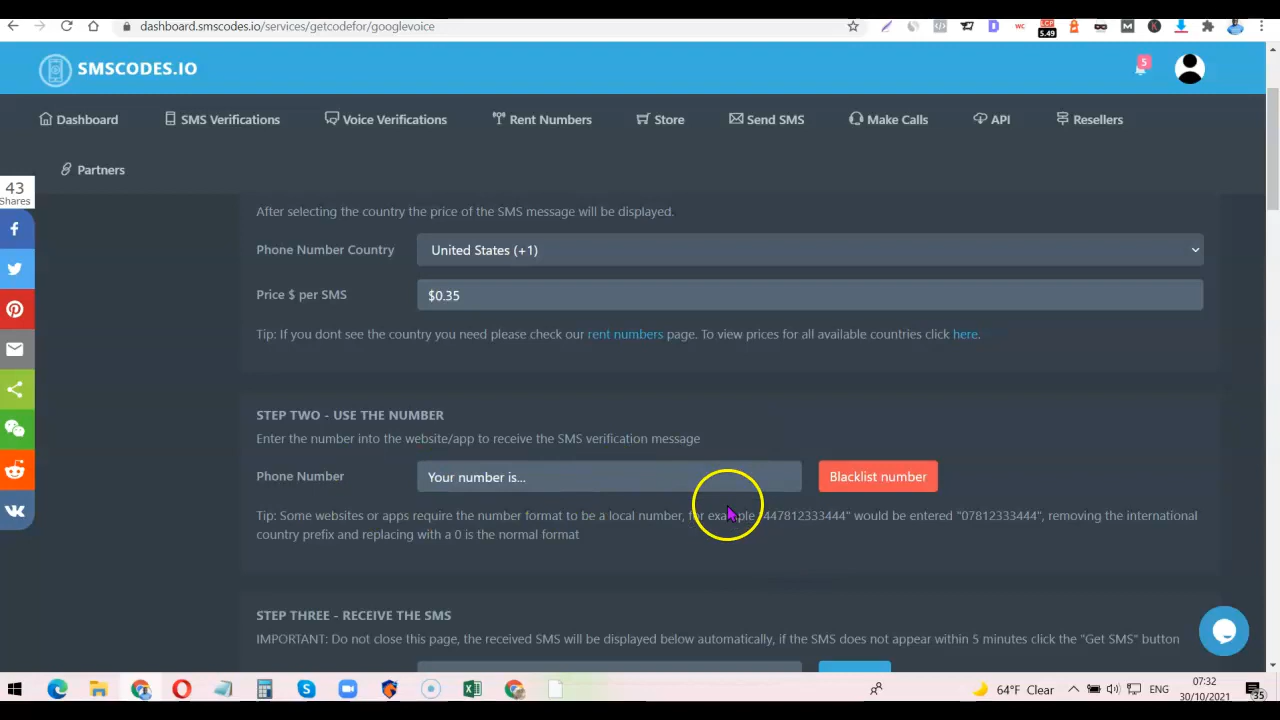 dashboard.smscodes.io/services/getcodefor/googlevoice
WC
LCP
5.49
SMSCODES.IO
5
Dashboard
SMS Verifications
Voice Verifications
Rent Numbers
Store
Send SMS
Make Calls
API
Resellers
Partners
43
Shares
After selecting the country the price of the SMS message will be displayed.
Phone Number Country
United States (+1)
Price $ per SMS
$0.35
Tip: If you dont see the country you need please check our rent numbers page. To view prices for all available countries click here.
STEP TWO - USE THE NUMBER
Enter the number into the website/app to receive the SMS verification message
Phone Number
Your number is...
Blacklist number
Tip: Some websites or apps require the number format to be a local number, for example "447812333444" would be entered "07812333444", removing the international
country prefix and replacing with a 0 is the normal format
STEP THREE - RECEIVE THE SMS
IMPORTANT: Do not close this page, the received SMS will be displayed below automatically, if the SMS does not appear within 5 minutes click the "Get SMS" button
64°F Clear
ENG
07:32
30/10/2021
35